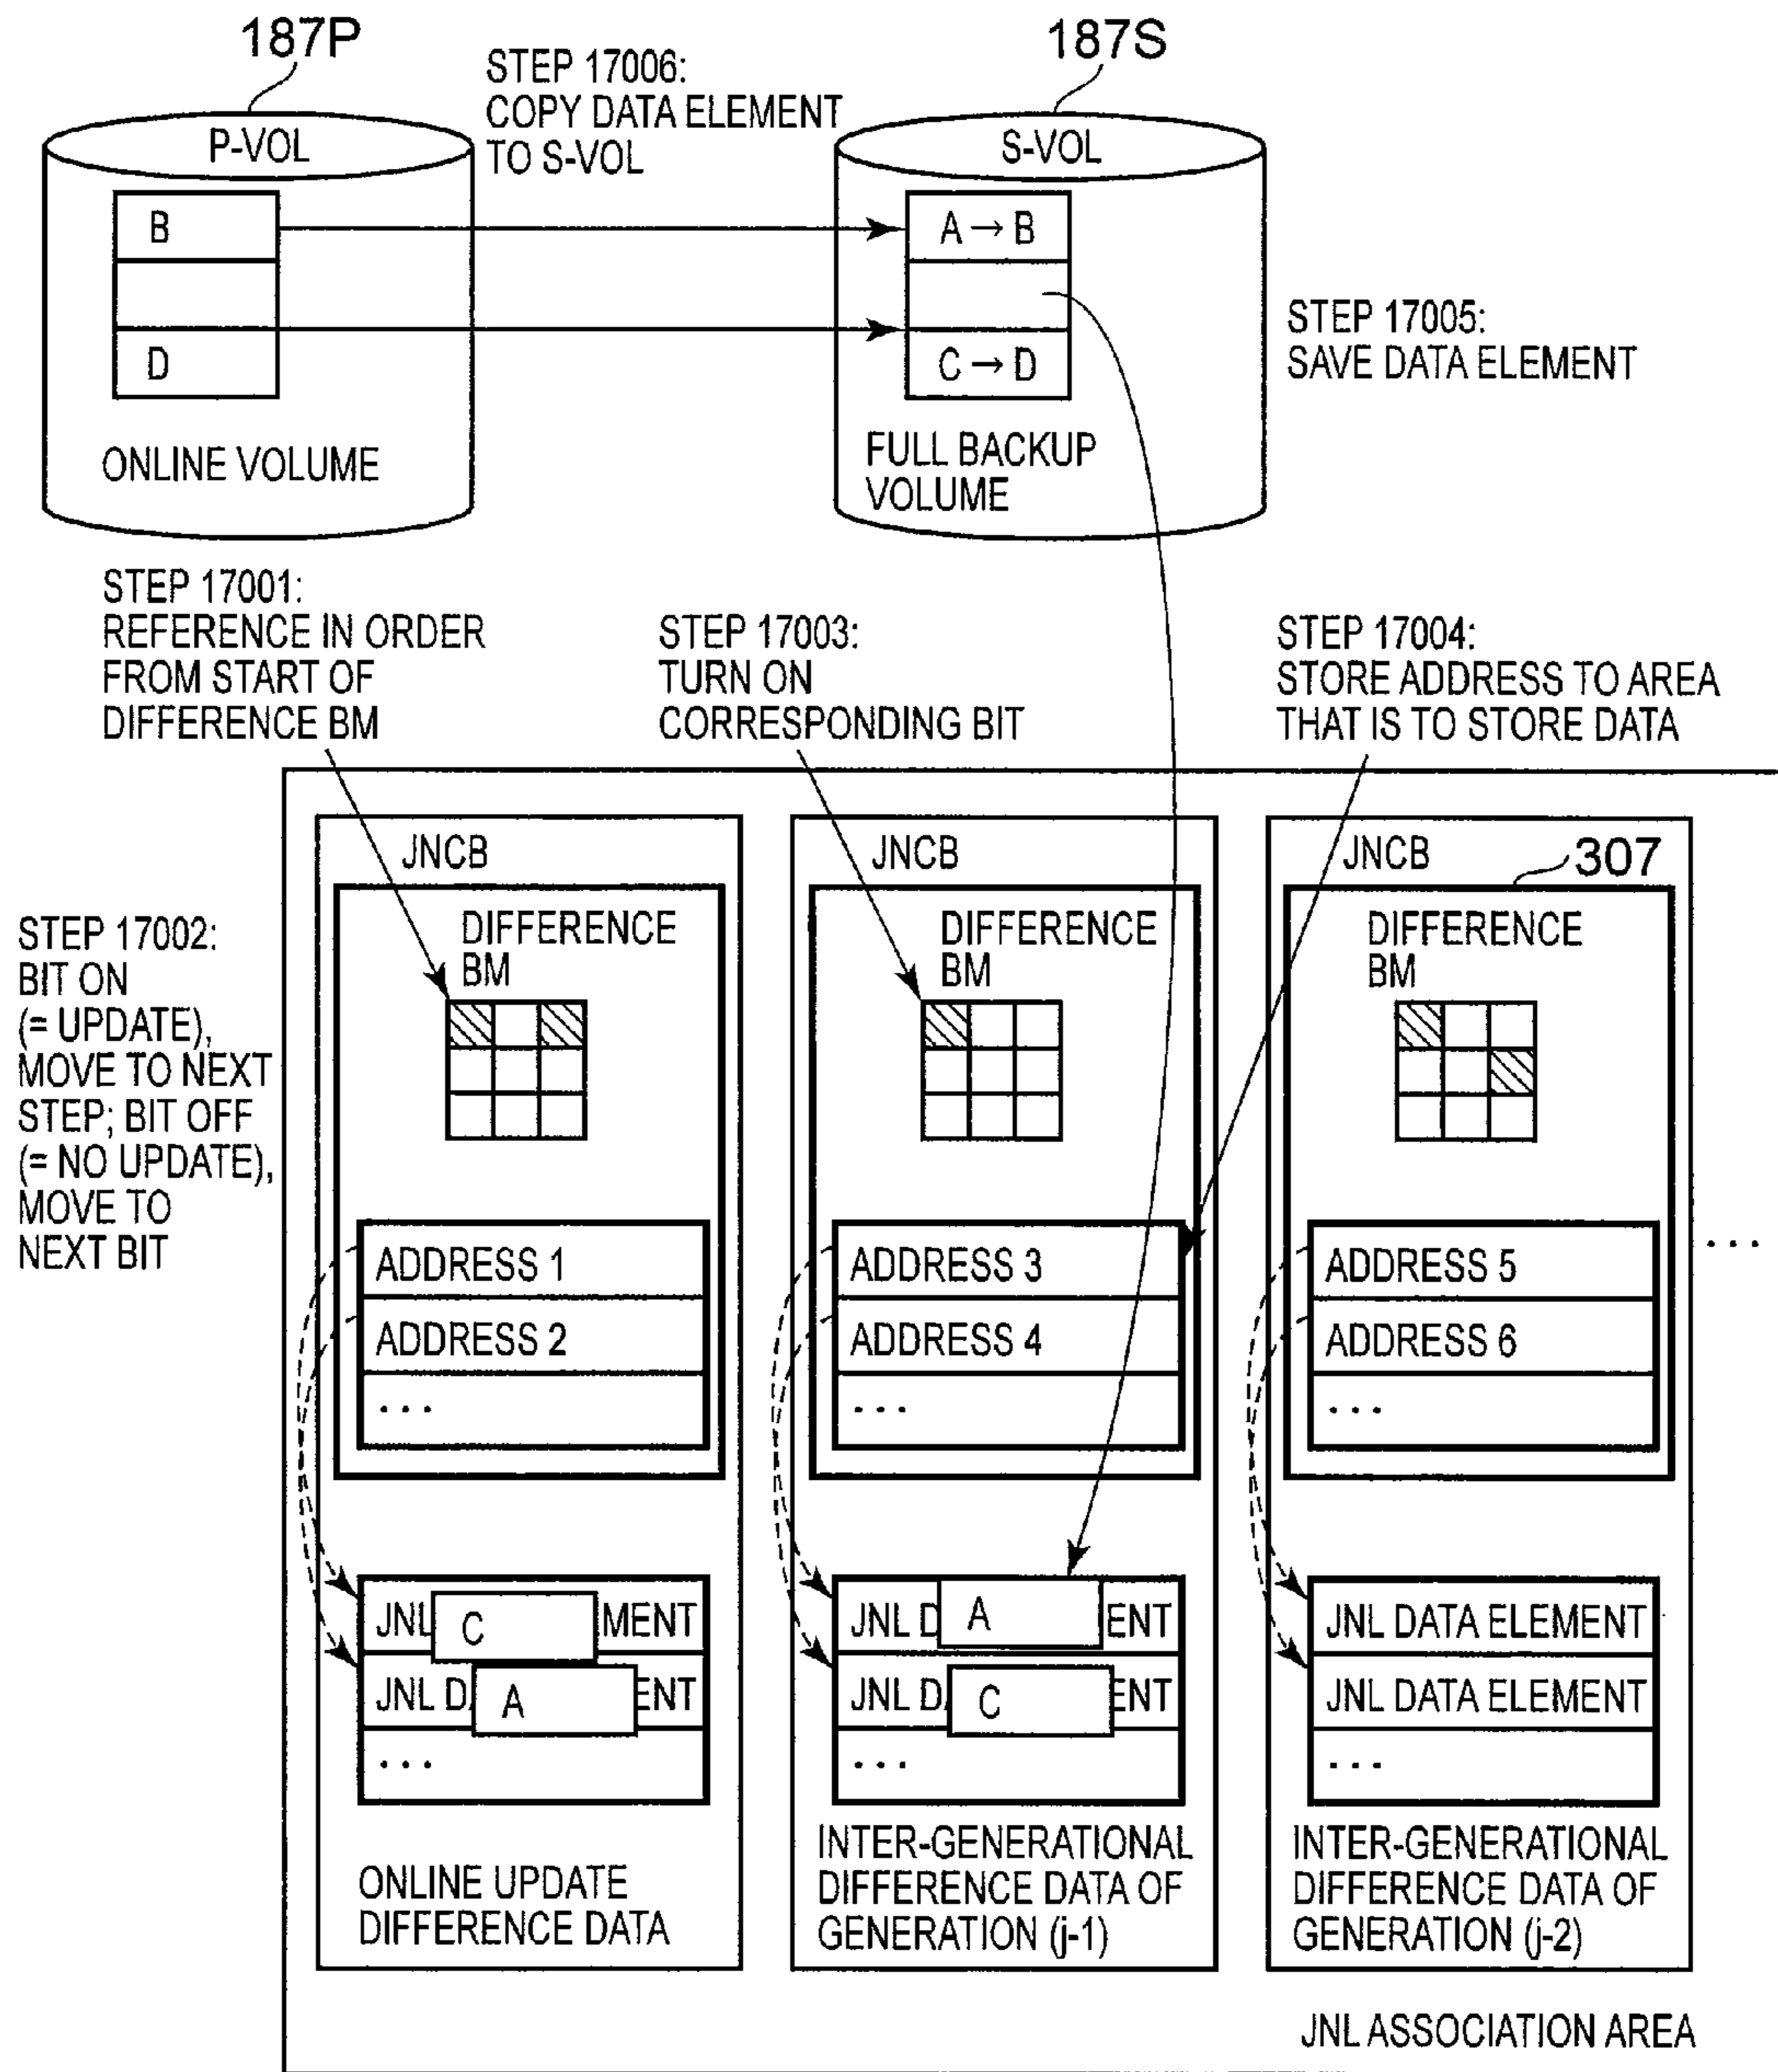 187P
187S
STEP 17006:
COPY DATA ELEMENT
TO S-VOL
P-VOL
S-VOL
B
D
A → B
C → D
ONLINE VOLUME
FULL BACKUP
VOLUME
STEP 17005:
SAVE DATA ELEMENT
STEP 17001:
REFERENCE IN ORDER
FROM START OF
DIFFERENCE BM
STEP 17003:
TURN ON
CORRESPONDING BIT
STEP 17004:
STORE ADDRESS TO AREA
THAT IS TO STORE DATA
STEP 17002:
BIT ON
(= UPDATE),
MOVE TO NEXT
STEP; BIT OFF
(= NO UPDATE),
MOVE TO
NEXT BIT
JNCB
DIFFERENCE
BM
ADDRESS 1
ADDRESS 2
...
JNL C MENT
JNL DA A ENT
...
ONLINE UPDATE
DIFFERENCE DATA
JNCB
DIFFERENCE
BM
ADDRESS 3
ADDRESS 4
...
JNL D A ENT
JNL DA C ENT
...
INTER-GENERATIONAL
DIFFERENCE DATA OF
GENERATION (j-1)
JNCB
307
DIFFERENCE
BM
ADDRESS 5
ADDRESS 6
...
JNL DATA ELEMENT
JNL DATA ELEMENT
...
INTER-GENERATIONAL
DIFFERENCE DATA OF
GENERATION (j-2)
...
JNL ASSOCIATION AREA